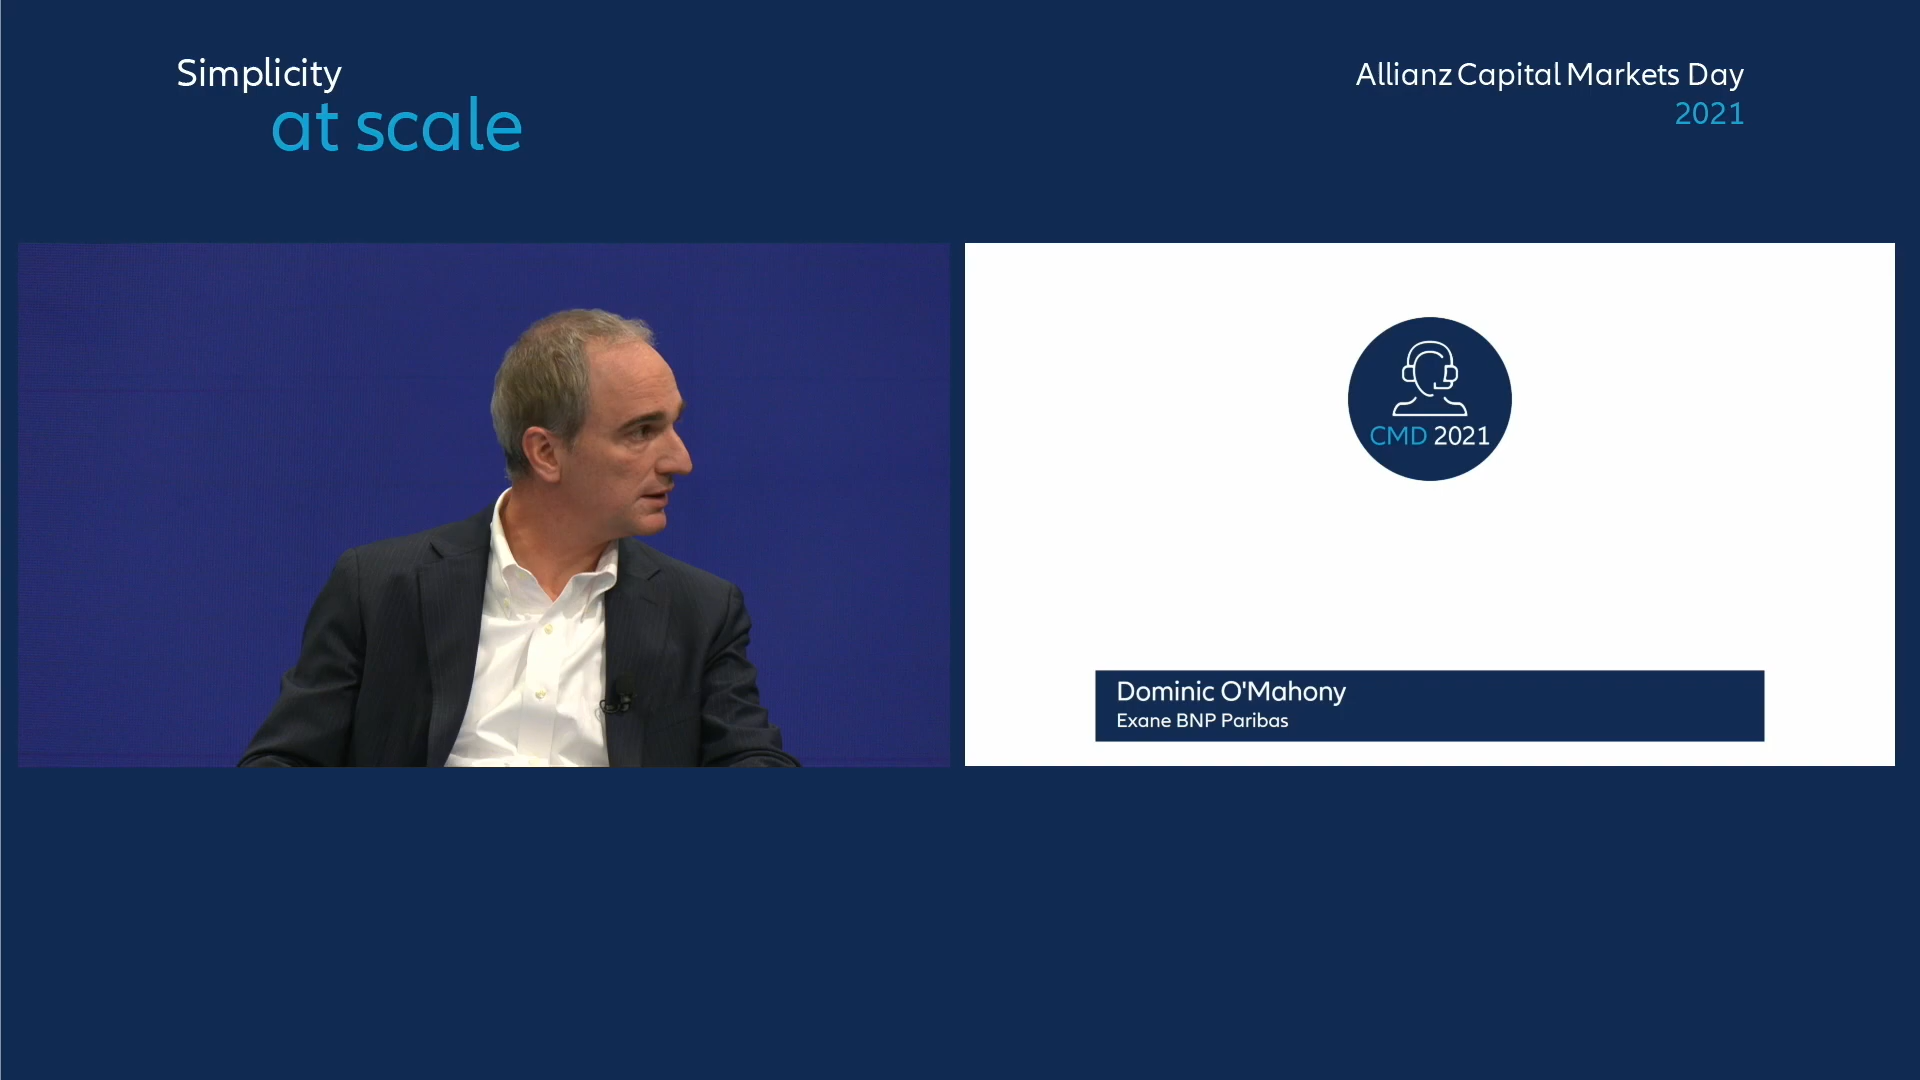 Simplicity
at scale
Allianz Capital Markets Day
2021
CMD 2021
Dominic O'Mahony
Exane BNP Paribas